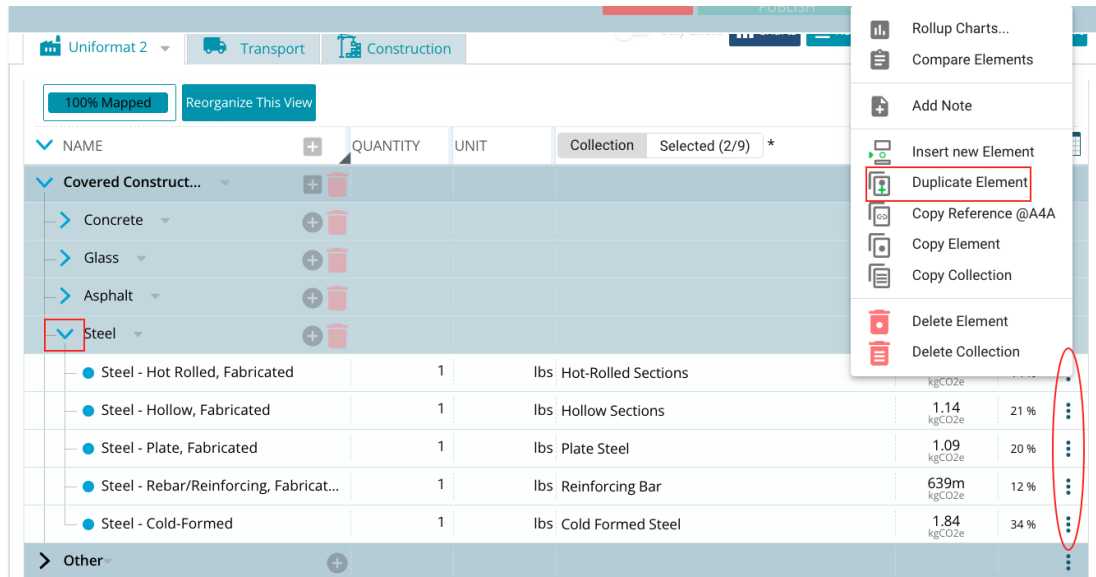 PUBLISH
Uniformat 2
Transport
Construction
100% Mapped
Reorganize This View
NAME
QUANTITY
UNIT
Collection
Selected (2/9)
*
Covered Construct...
Concrete
Glass
Asphalt
Steel
Steel - Hot Rolled, Fabricated 1 lbs Hot-Rolled Sections
kgCO2e
Steel - Hollow, Fabricated 1 lbs Hollow Sections 1.14 21 %
kgCO2e
Steel - Plate, Fabricated 1 lbs Plate Steel 1.09 20 %
kgCO2e
Steel - Rebar/Reinforcing, Fabricat... 1 lbs Reinforcing Bar 639m 12 %
kgCO2e
Steel - Cold-Formed 1 lbs Cold Formed Steel 1.84 34 %
kgCO2e
Other
Rollup Charts...
Compare Elements
Add Note
Insert new Element
Duplicate Element
Copy Reference @A4A
Copy Element
Copy Collection
Delete Element
Delete Collection